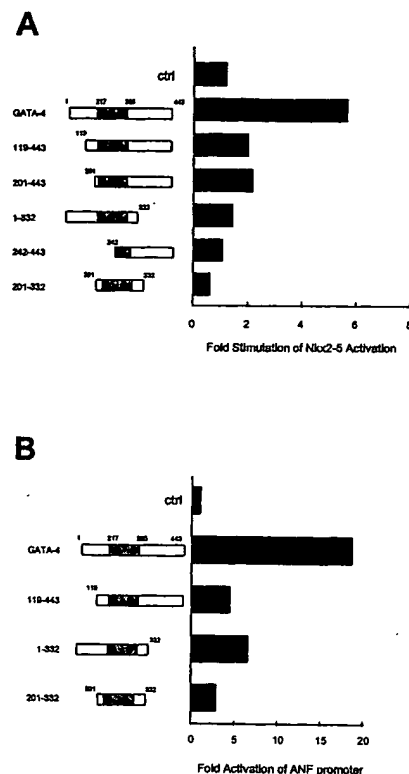 A
ctrl
1 217 443
GATA-4
119
119-443
201-443
332
1-332
242
242-443
201 332
201-332
0 2 4 6 8
Fold Stimulation of Nkx2-5 Activation
B
ctrl
1 217 443
GATA-4
119
119-443
332
1-332
201 332
201-332
0 5 10 15 20
Fold Activation of ANF promoter